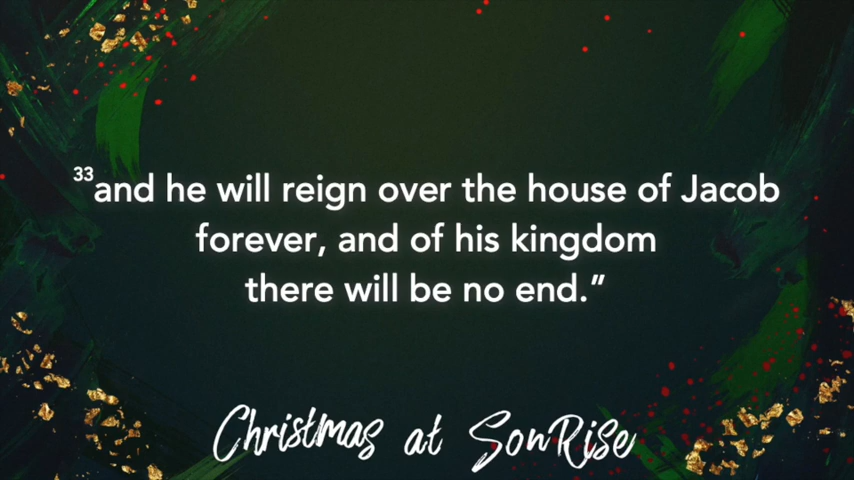 33and he will reign over the house of Jacob
forever, and of his kingdom
there will be no end.”
Christmas at SonRise